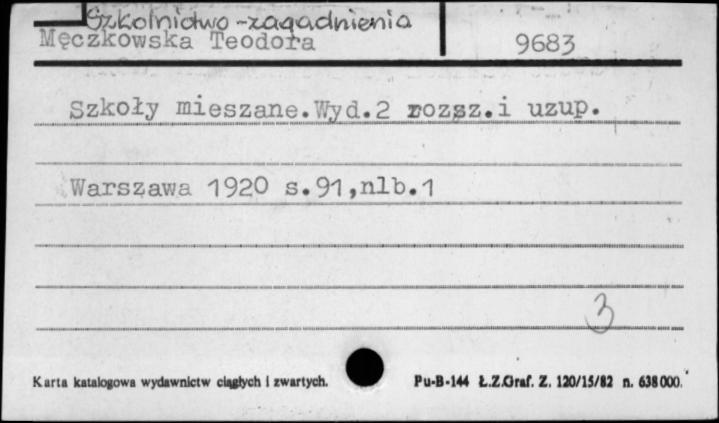 Szkolnictwo - zagadnienia
Męczkowska Teodora 9683
Szkoły mieszane.Wyd.2 rozsz.i uzup.
Warszawa 1920 s.91,nlb.1
3
Karta katalogowa wydawnictw ciągłych i zwartych. Pu-B-144 Ł.Z.Graf. Z. 120/15/82 n. 638000.